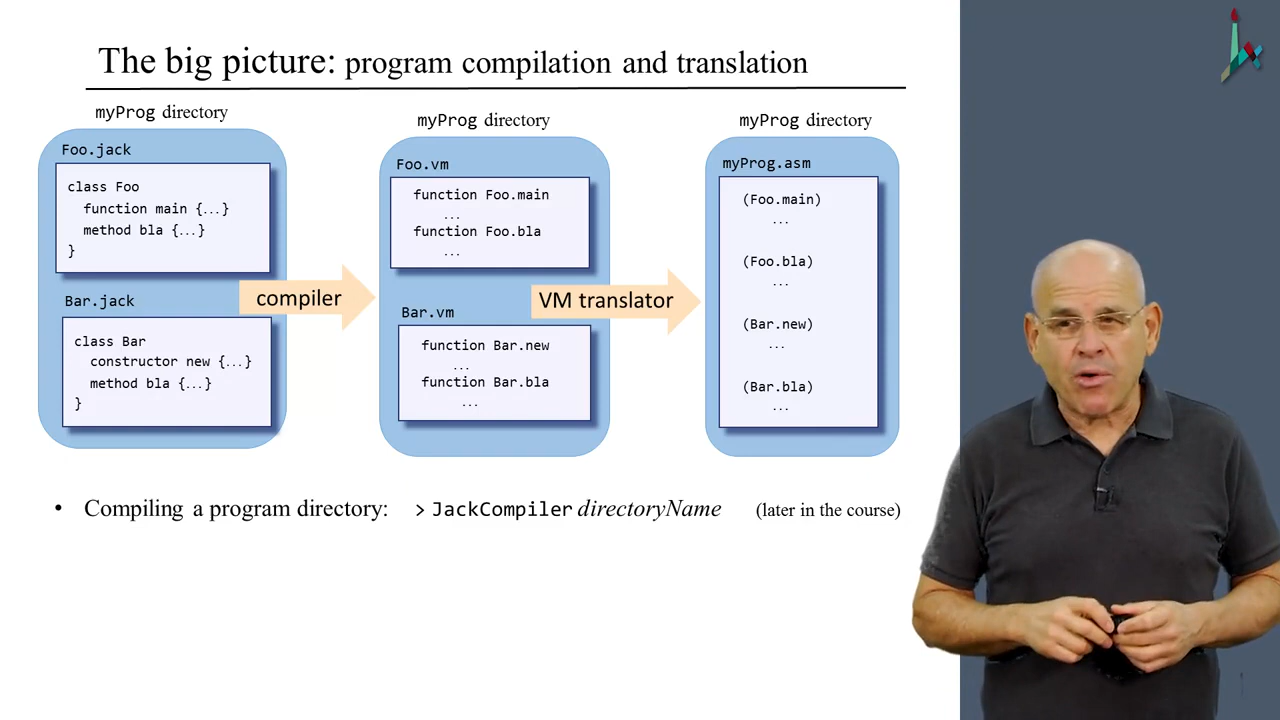 The big picture: program compilation and translation
myProg directory
Foo.jack
class Foo
function main {...}
method bla {...}
}
Bar.jack
class Bar
constructor new {...}
method bla {...}
}
compiler
myProg directory
Foo.vm
function Foo.main
...
function Foo.bla
...
Bar.vm
function Bar.new
...
function Bar.bla
...
VM translator
myProg directory
myProg.asm
(Foo.main)
...
(Foo.bla)
...
(Bar.new)
...
(Bar.bla)
...
• Compiling a program directory: > JackCompiler directoryName (later in the course)